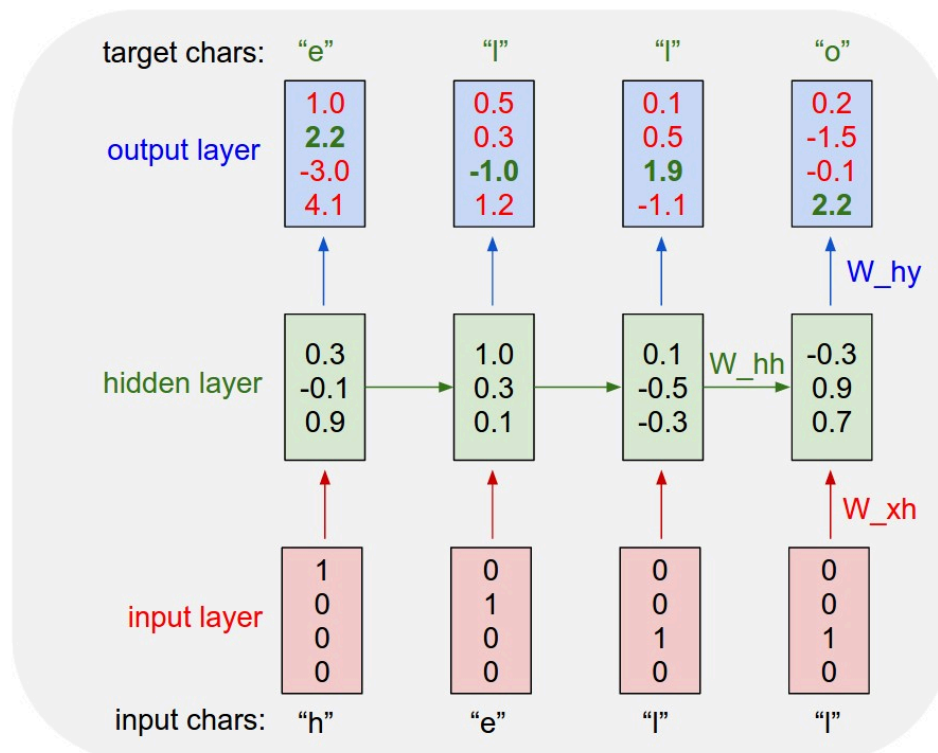 target chars: “e” “l” “l” “o”
1.0 0.5 0.1 0.2
output layer 2.2 0.3 0.5 -1.5
-3.0 -1.0 1.9 -0.1
4.1 1.2 -1.1 2.2
W_hy
0.3 1.0 0.1 W_hh -0.3
hidden layer -0.1 0.3 -0.5 0.9
0.9 0.1 -0.3 0.7
W_xh
1 0 0 0
input layer 0 1 0 0
0 0 1 1
0 0 0 0
input chars: “h” “e” “l” “l”